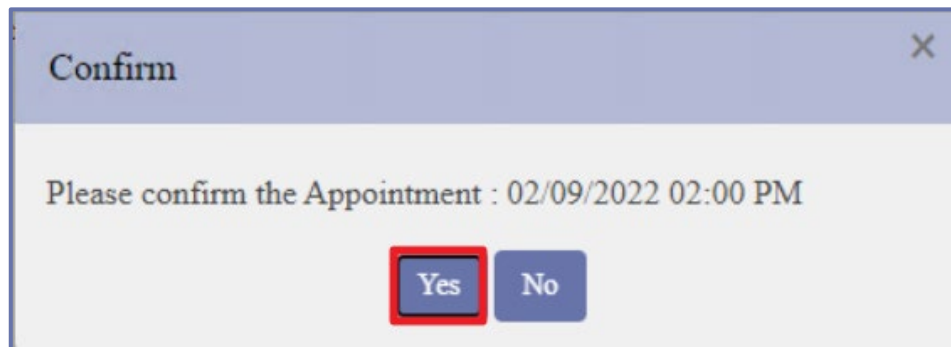 Confirm
Please confirm the Appointment : 02/09/2022 02:00 PM
Yes No